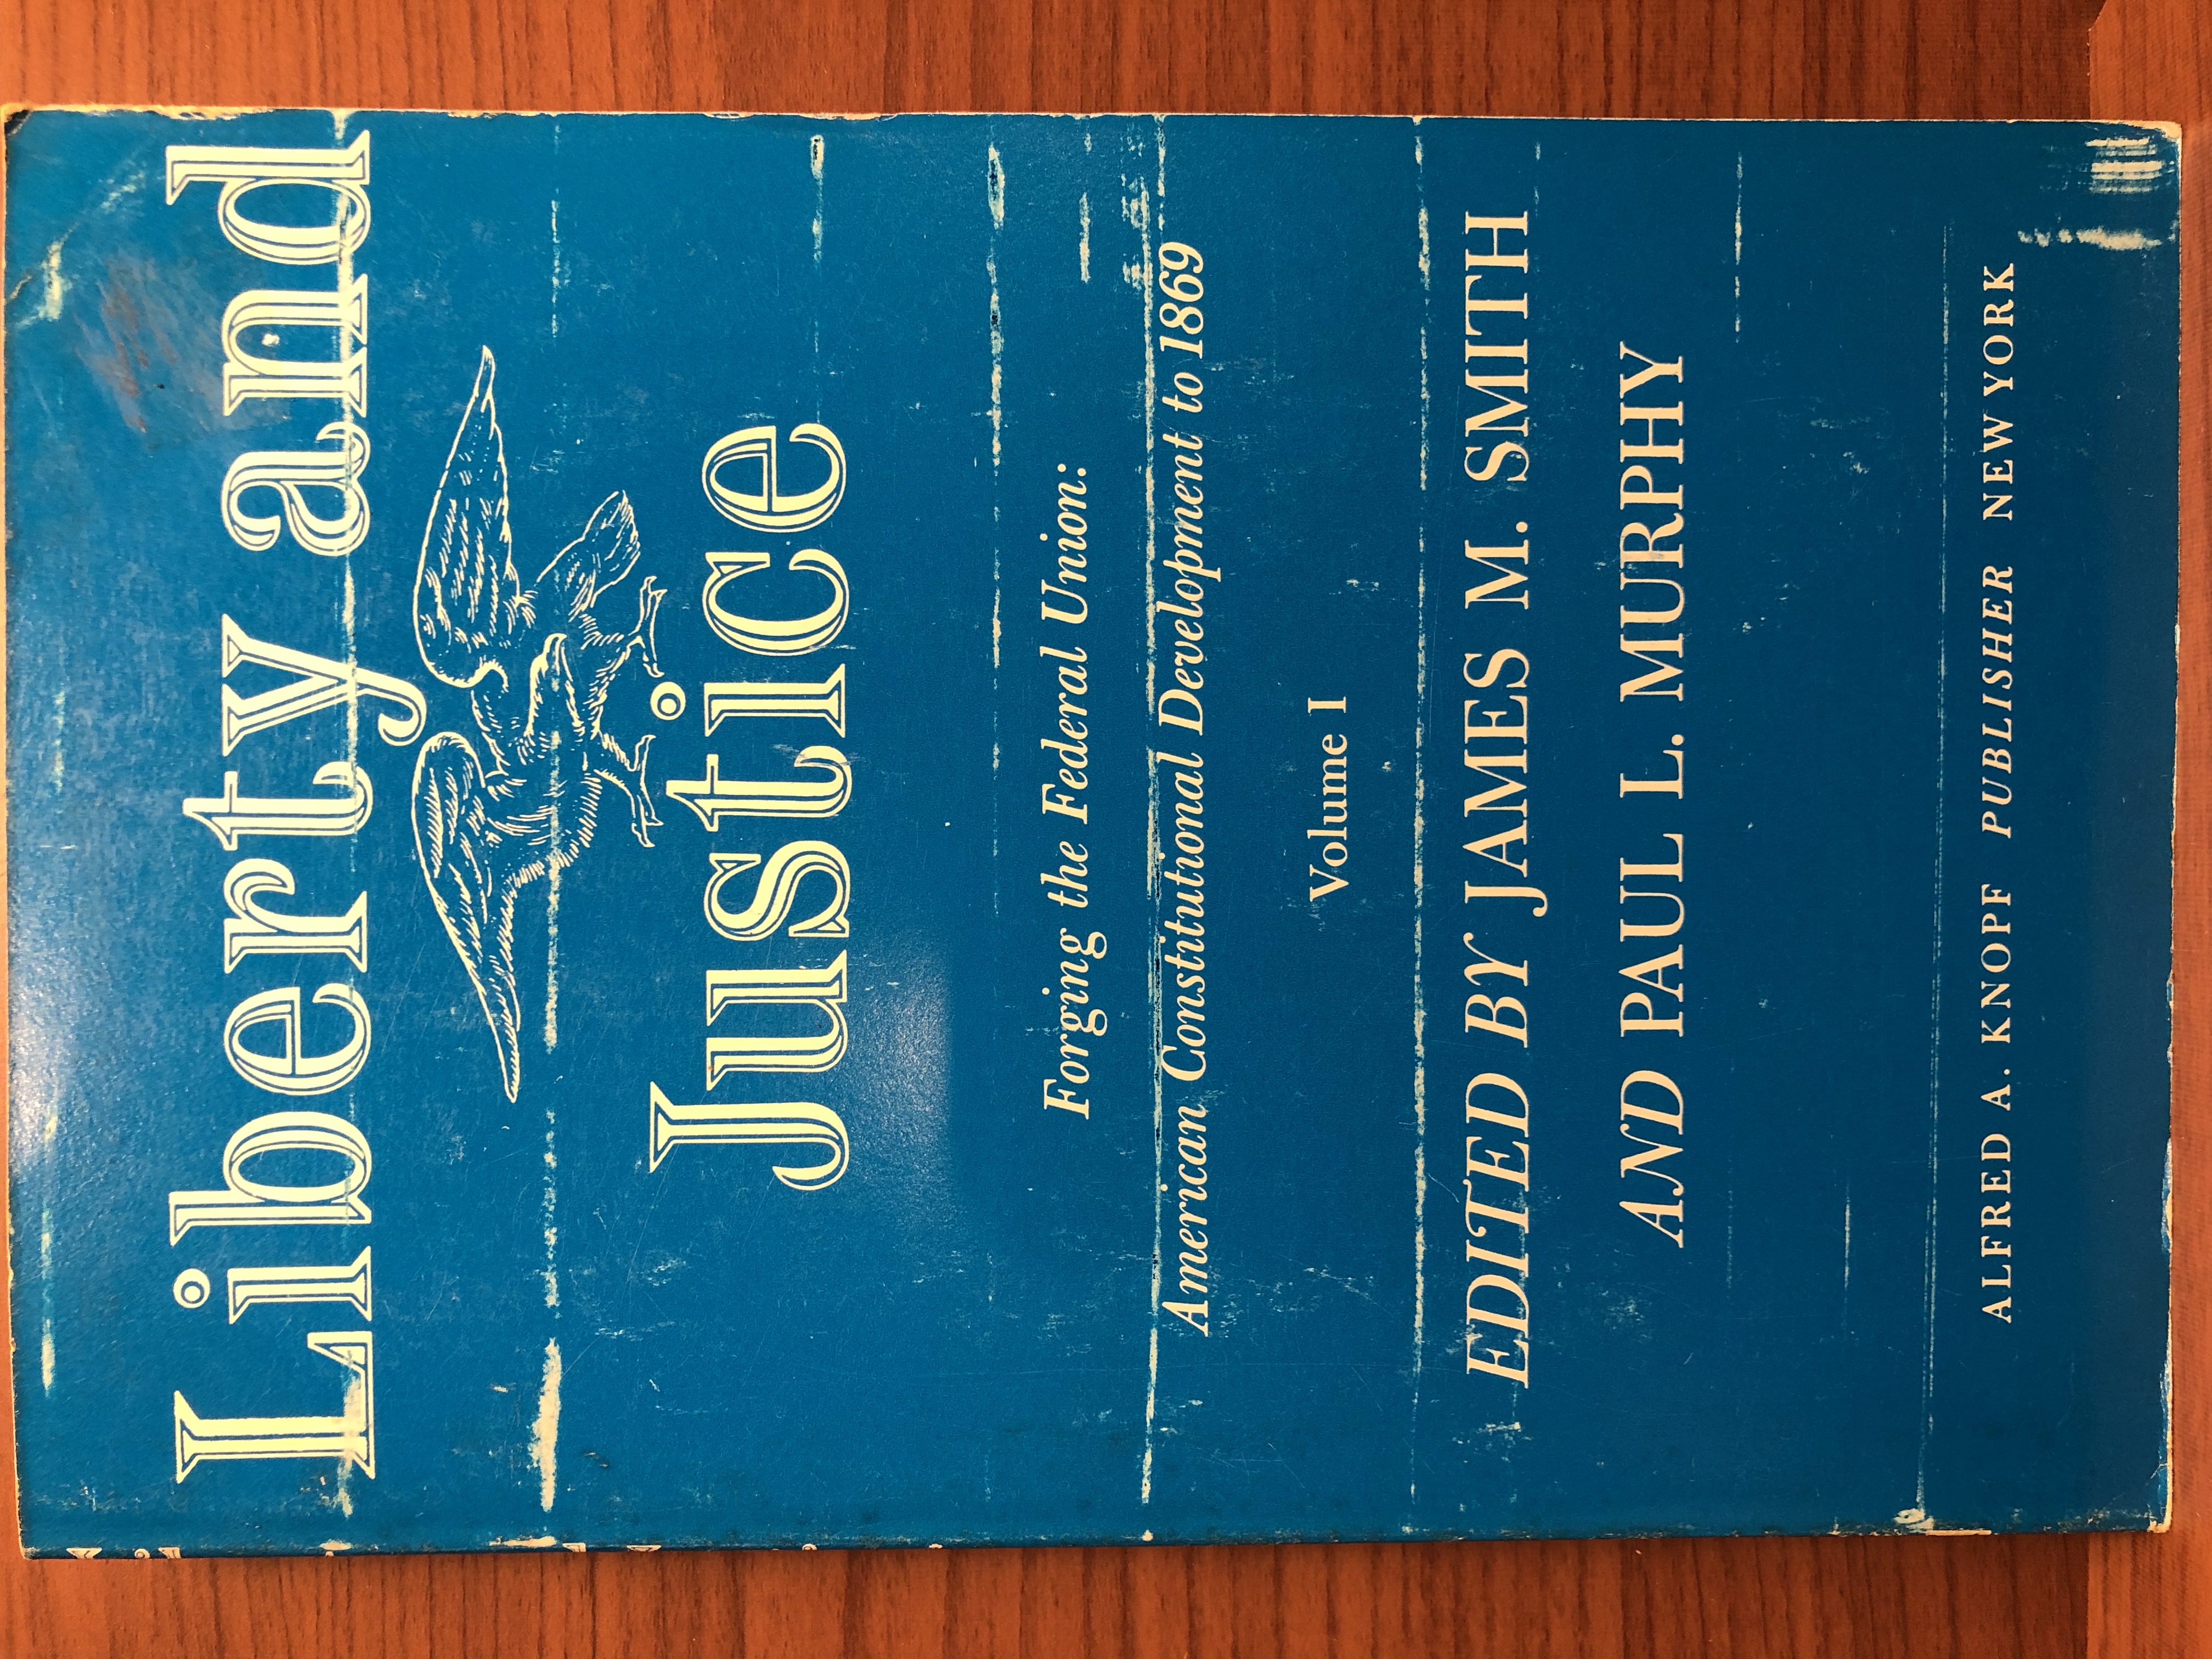 Liberty and
Justice
Forging the Federal Union:
American Constitutional Development to 1869
Volume I
EDITED BY JAMES M. SMITH
AND PAUL L. MURPHY
ALFRED A. KNOPF PUBLISHER NEW YORK